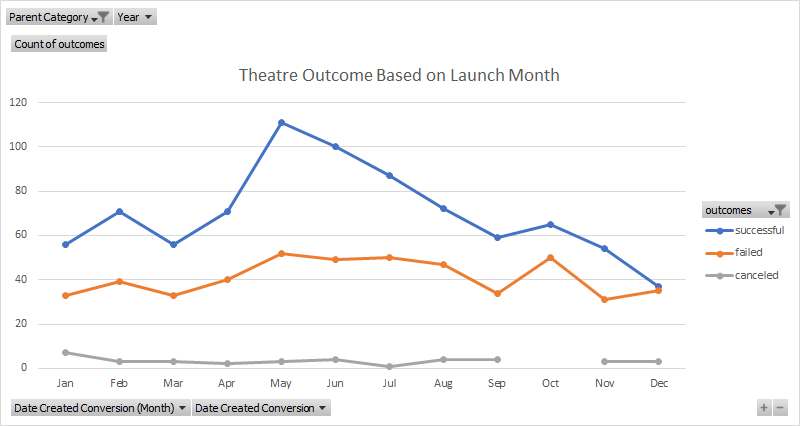 Parent Category Year
Count of outcomes
Theatre Outcome Based on Launch Month
120
100
80
60
40
20
0
Jan Feb Mar Apr May Jun Jul Aug Sep Oct Nov Dec
outcomes
successful
failed
canceled
Date Created Conversion (Month) Date Created Conversion
+ −